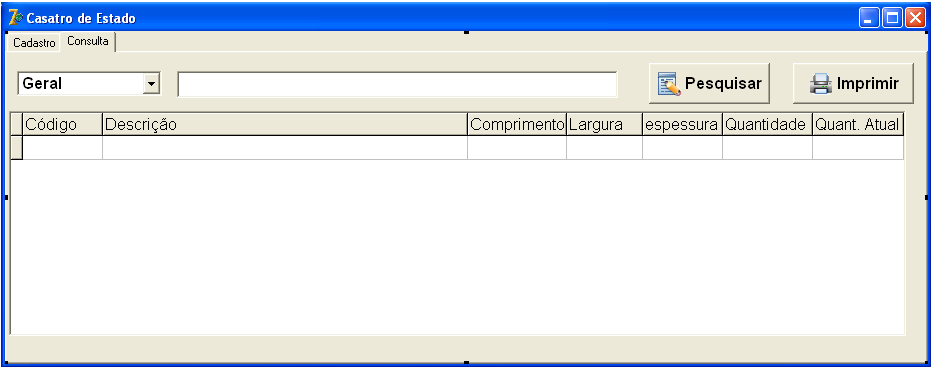 Casatro de Estado
Cadastro Consulta
Geral Pesquisar Imprimir
Código Descrição Comprimento Largura espessura Quantidade Quant. Atual